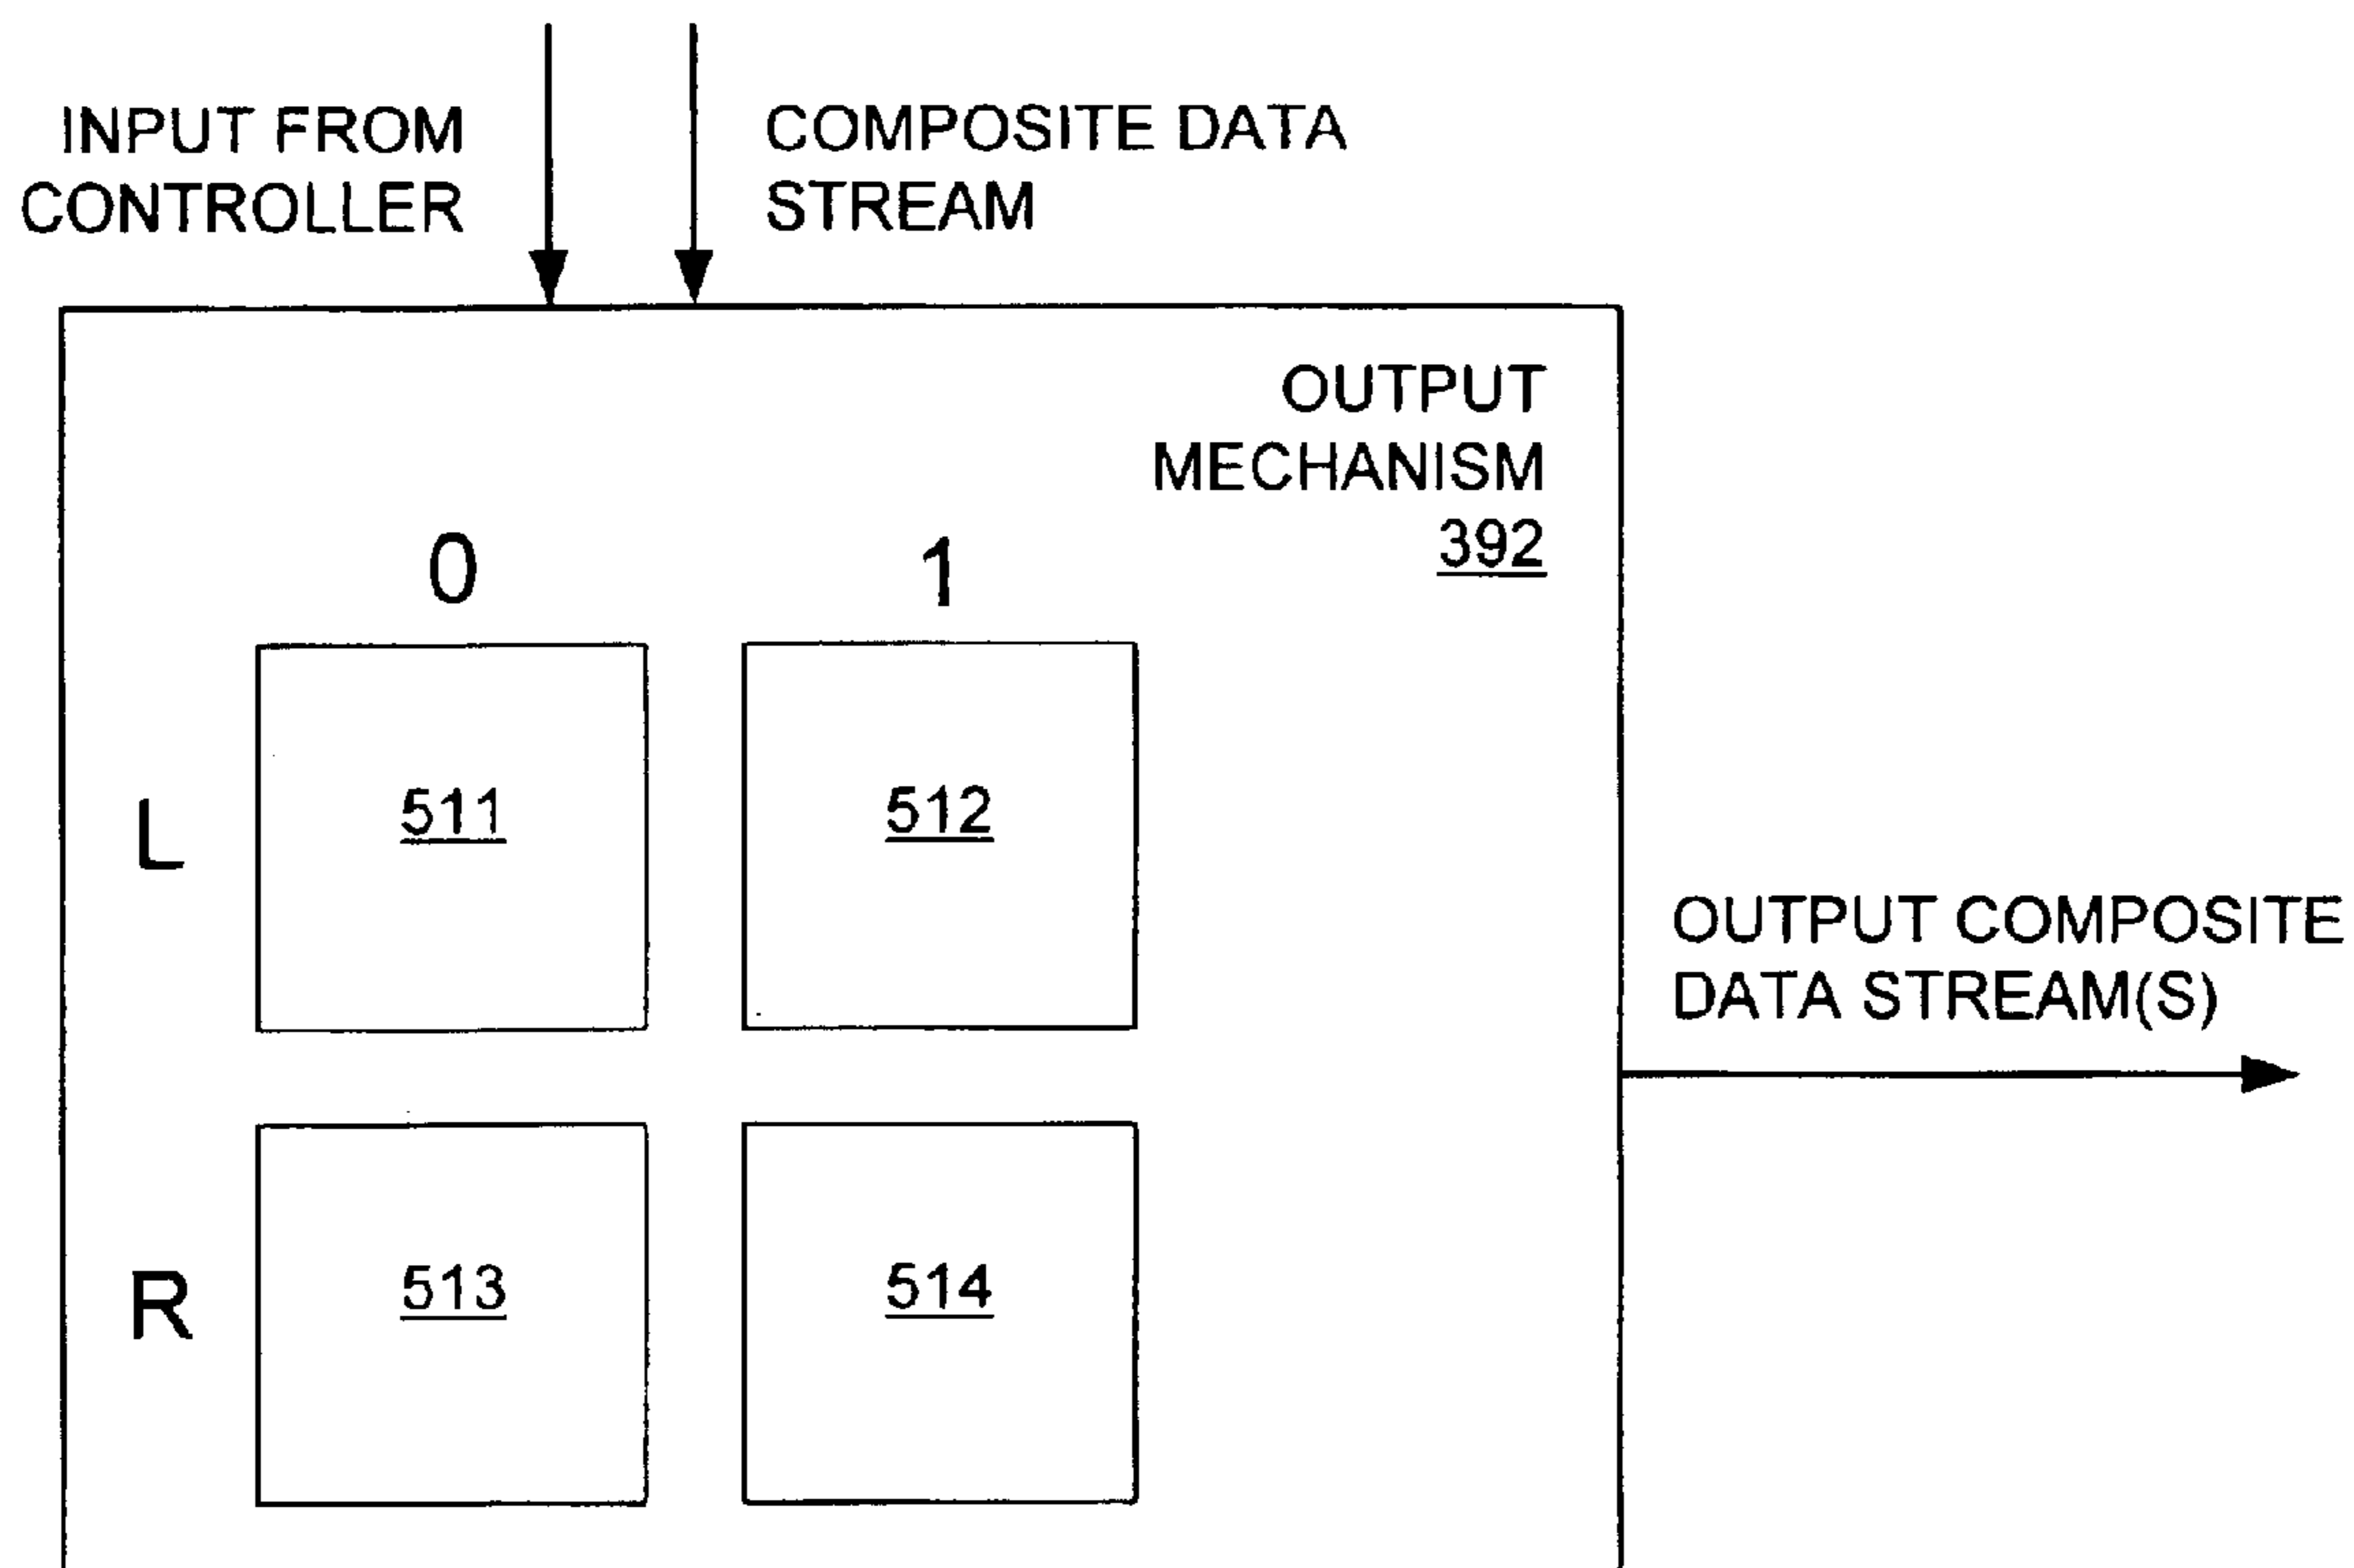 INPUT FROM
CONTROLLER
COMPOSITE DATA
STREAM
OUTPUT
MECHANISM
392
0 1
L 511 512
R 513 514
OUTPUT COMPOSITE
DATA STREAM(S)